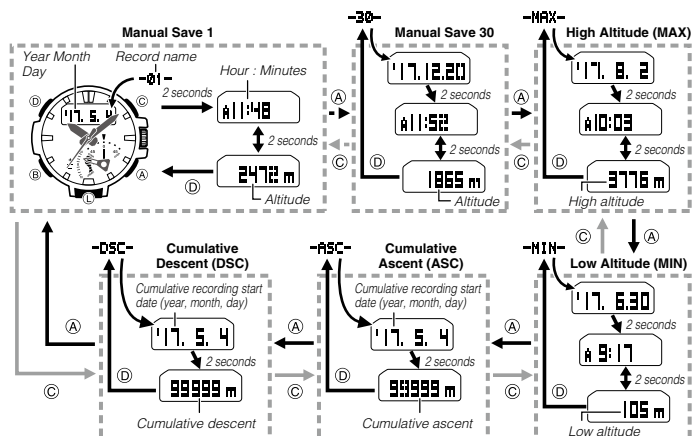 Manual Save 1
Year Month
Day
Record name
-01-
'17. 5. 4
Hour : Minutes
2 seconds
A11:48
2 seconds
2472 m
Altitude
D
C
B
A
L
D
A
C
-30-
Manual Save 30
'17.12.20
2 seconds
A11:52
2 seconds
D
1865 m
Altitude
A
C
-MAX-
High Altitude (MAX)
'17. 8. 2
2 seconds
A10:03
2 seconds
D
3776 m
High altitude
C
A
-DSC-
Cumulative
Descent (DSC)
Cumulative recording start
date (year, month, day)
'17. 5. 4
2 seconds
D
99999 m
Cumulative descent
A
C
-ASC-
Cumulative
Ascent (ASC)
Cumulative recording start
date (year, month, day)
'17. 5. 4
2 seconds
D
99999 m
Cumulative ascent
A
C
-MIN-
Low Altitude (MIN)
'17. 6.30
2 seconds
A 9:17
2 seconds
D
105 m
Low altitude
A
C